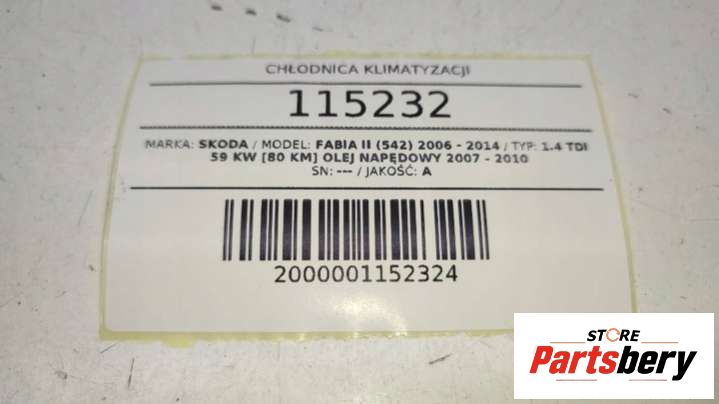 CHŁODNICA KLIMATYZACJI
115232
MARKA: SKODA / MODEL: FABIA II (542) 2006 - 2014 / TYP: 1.4 TDI
59 KW [80 KM] OLEJ NAPĘDOWY 2007 - 2010
SN: --- / JAKOŚĆ: A
2000001152324
STORE
Partsbery